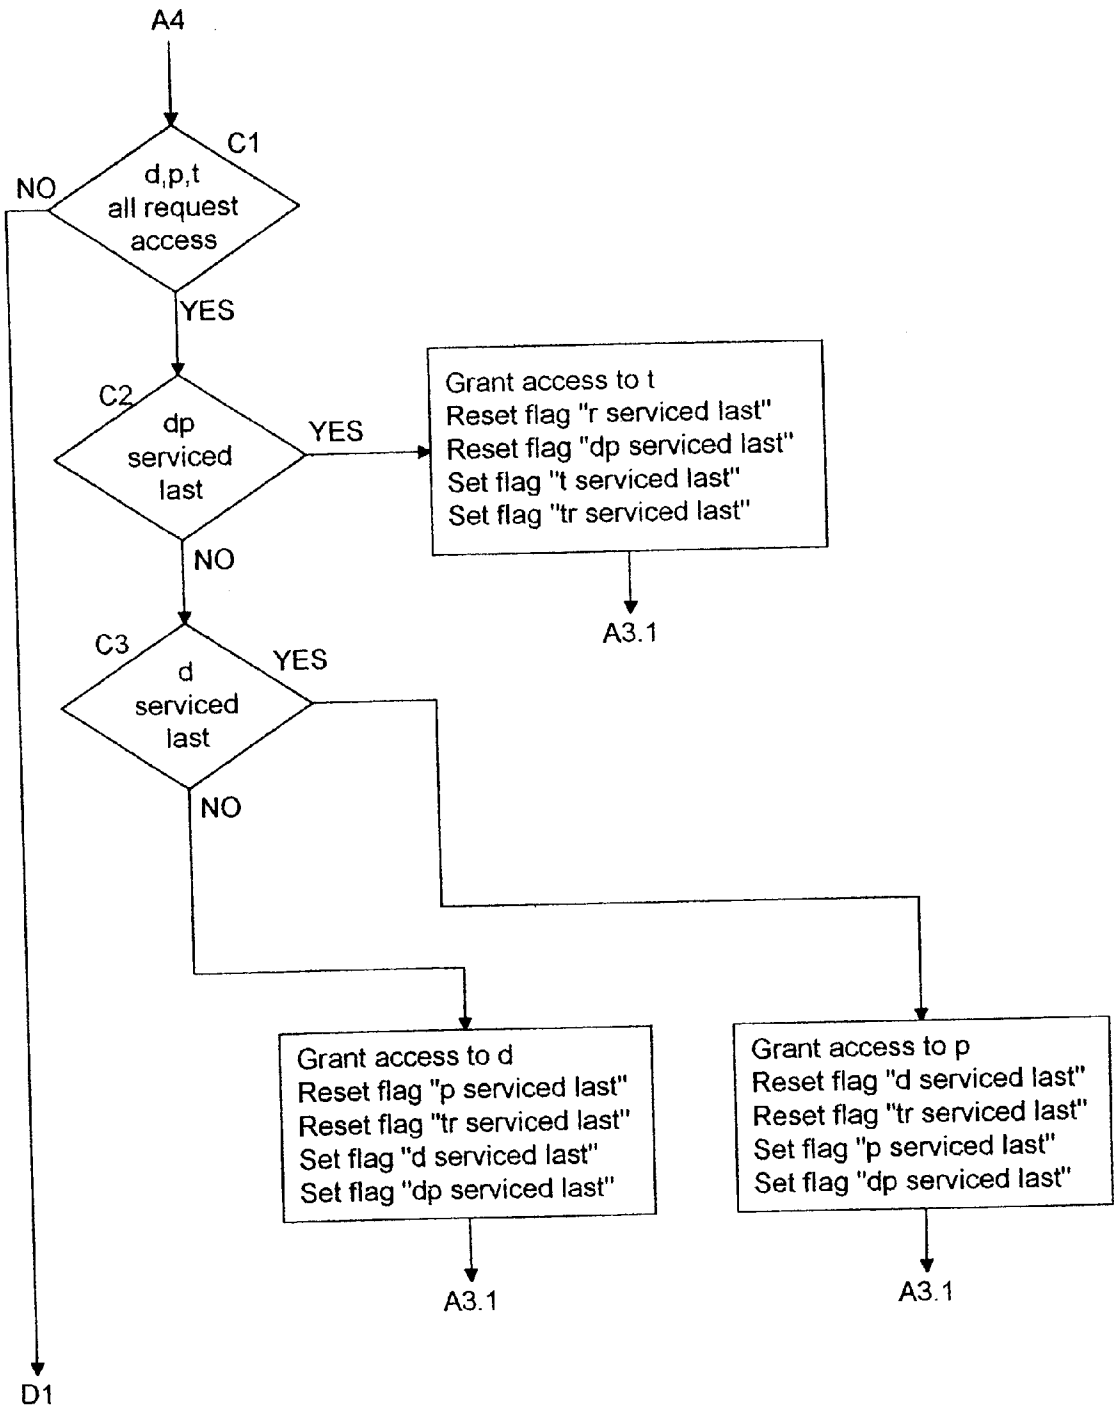 A4
C1
d,p,t
all request
access
NO
YES
C2
dp
serviced
last
YES
Grant access to t
Reset flag "r serviced last"
Reset flag "dp serviced last"
Set flag "t serviced last"
Set flag "tr serviced last"
NO
A3.1
C3
d
serviced
last
YES
NO
Grant access to d
Reset flag "p serviced last"
Reset flag "tr serviced last"
Set flag "d serviced last"
Set flag "dp serviced last"
Grant access to p
Reset flag "d serviced last"
Reset flag "tr serviced last"
Set flag "p serviced last"
Set flag "dp serviced last"
A3.1
A3.1
D1